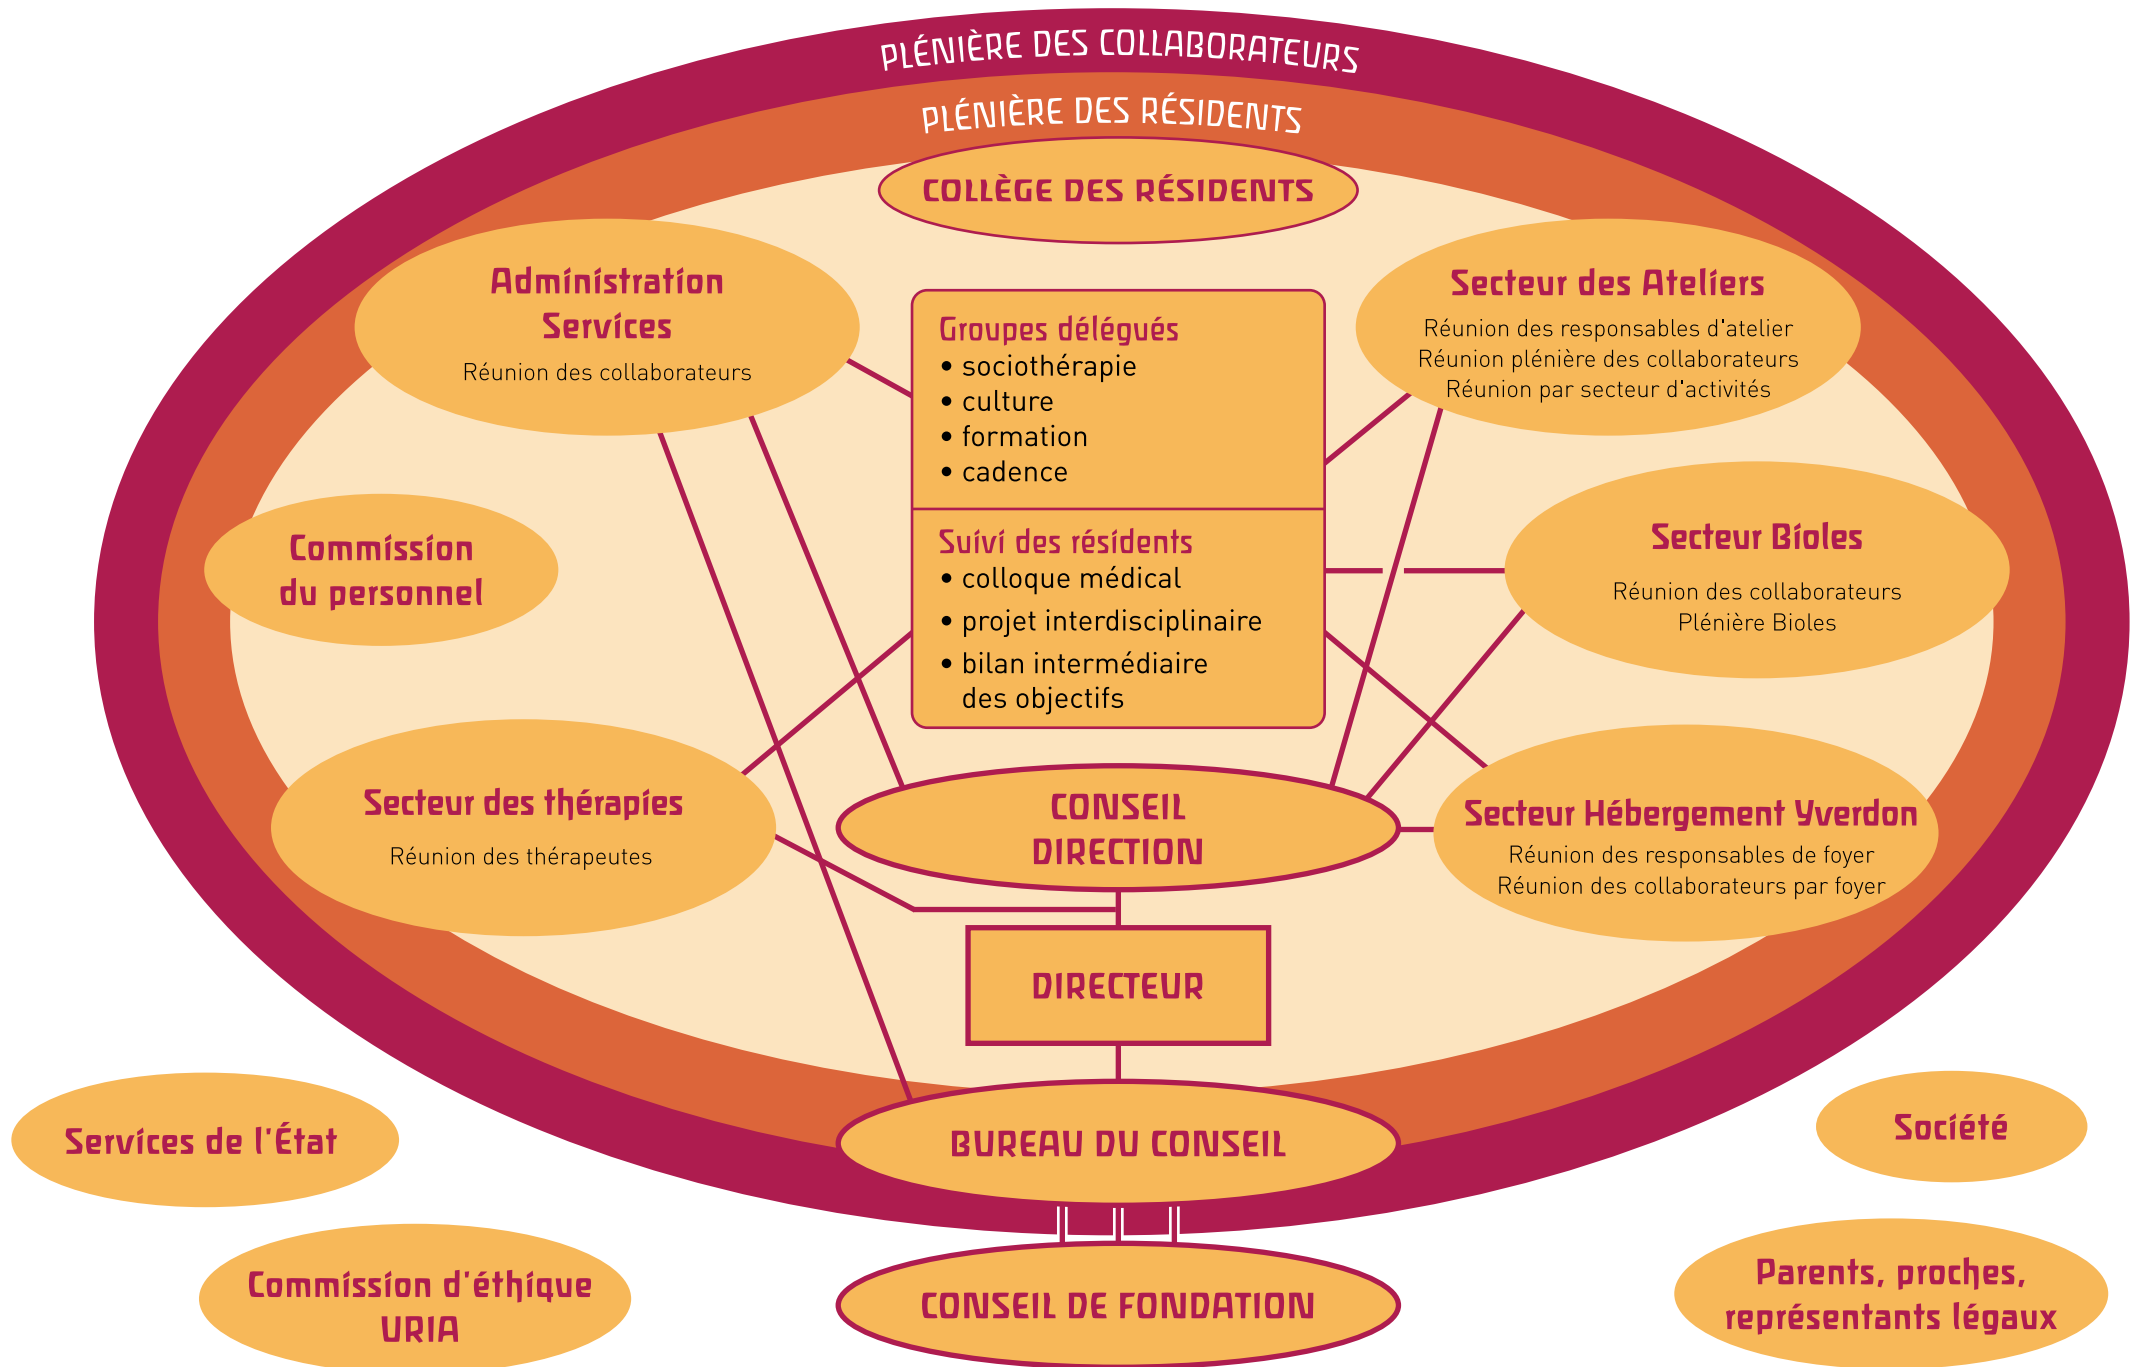 PLÉNIÈRE DES COLLABORATEURS
PLÉNIÈRE DES RÉSIDENTS
COLLÈGE DES RÉSIDENTS
Administration
Services
Réunion des collaborateurs
Groupes délégués
• sociothérapie
• culture
• formation
• cadence
Suivi des résidents
• colloque médical
• projet interdisciplinaire
• bilan intermédiaire
des objectifs
Secteur des Ateliers
Réunion des responsables d'atelier
Réunion plénière des collaborateurs
Réunion par secteur d'activités
Commission
du personnel
Secteur Bioles
Réunion des collaborateurs
Plénière Bioles
Secteur des thérapies
Réunion des thérapeutes
CONSEIL
DIRECTION
Secteur Hébergement Yverdon
Réunion des responsables de foyer
Réunion des collaborateurs par foyer
DIRECTEUR
BUREAU DU CONSEIL
Services de l'État
Société
Commission d'éthique
URIA
CONSEIL DE FONDATION
Parents, proches,
représentants légaux